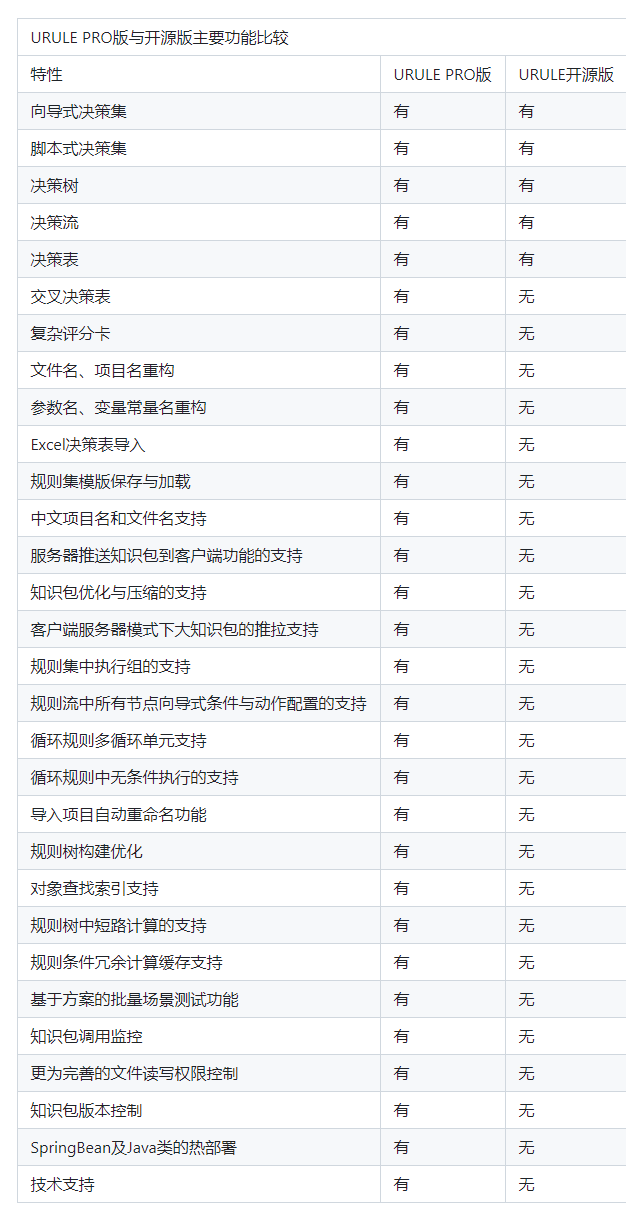 URULE PRO版与开源版主要功能比较
特性 URULE PRO版 URULE开源版
向导式决策集 有 有
脚本式决策集 有 有
决策树 有 有
决策流 有 有
决策表 有 有
交叉决策表 有 无
复杂评分卡 有 无
文件名、项目名重构 有 无
参数名、变量常量名重构 有 无
Excel决策表导入 有 无
规则集模版保存与加载 有 无
中文项目名和文件名支持 有 无
服务器推送知识包到客户端功能的支持 有 无
知识包优化与压缩的支持 有 无
客户端服务器模式下大知识包的推拉支持 有 无
规则集中执行组的支持 有 无
规则流中所有节点向导式条件与动作配置的支持 有 无
循环规则多循环单元支持 有 无
循环规则中无条件执行的支持 有 无
导入项目自动重命名功能 有 无
规则树构建优化 有 无
对象查找索引支持 有 无
规则树中短路计算的支持 有 无
规则条件冗余计算缓存支持 有 无
基于方案的批量场景测试功能 有 无
知识包调用监控 有 无
更为完善的文件读写权限控制 有 无
知识包版本控制 有 无
SpringBean及Java类的热部署 有 无
技术支持 有 无